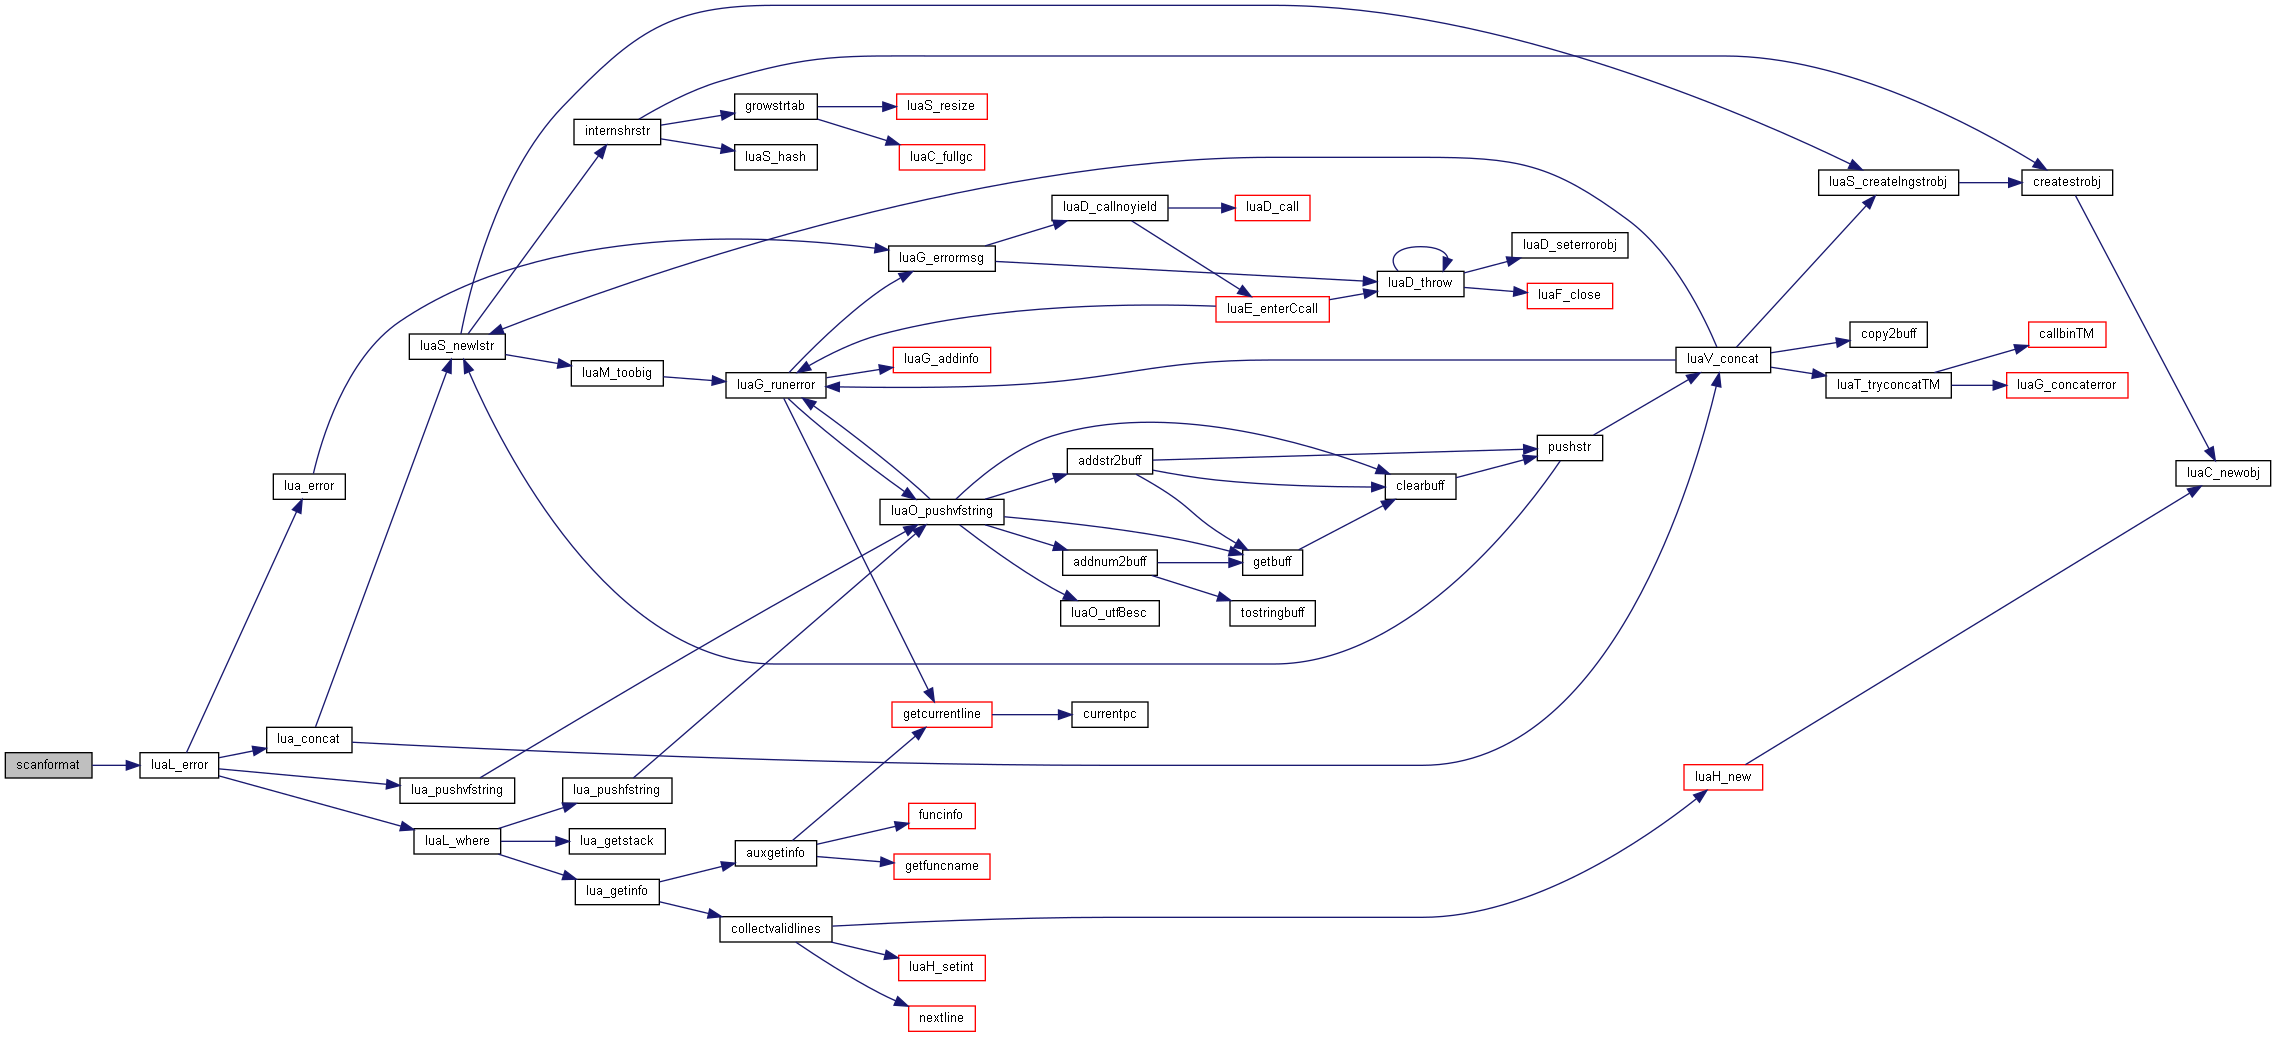 scanformat
luaL_error
lua_error
lua_concat
lua_pushvfstring
luaL_where
luaS_newlstr
internshrstr
luaM_toobig
lua_pushfstring
lua_getstack
lua_getinfo
growstrtab
luaS_hash
luaG_runerror
auxgetinfo
collectvalidlines
luaS_resize
luaC_fullgc
luaG_errormsg
luaG_addinfo
luaO_pushvfstring
getcurrentline
funcinfo
getfuncname
luaH_setint
nextline
luaD_callnoyield
addstr2buff
addnum2buff
luaO_utf8esc
currentpc
luaD_call
luaE_enterCcall
getbuff
tostringbuff
luaD_throw
clearbuff
luaD_seterrorobj
luaF_close
pushstr
luaV_concat
luaH_new
luaS_createlngstrobj
copy2buff
luaT_tryconcatTM
createstrobj
callbinTM
luaG_concaterror
luaC_newobj